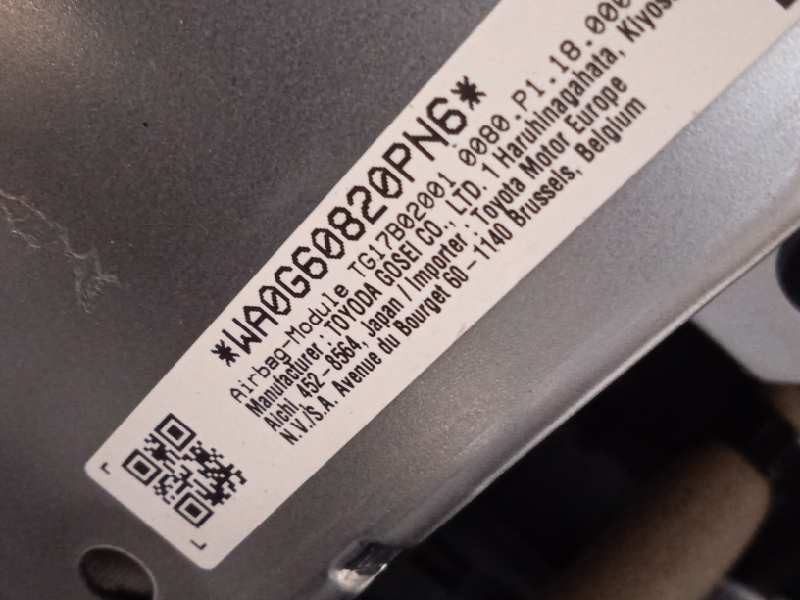 *WA0G60820PN6*
Airbag-Module TG17B02001 0080.P1.18.000
Manufacturer : TOYODA GOSEI CO., LTD. 1 Haruhinagahata, Kiyos
Aichi, 452-8564, Japan / Importer : Toyota Motor Europe
N.V./S.A. Avenue du Bourget 60 - 1140 Brussels, Belgium